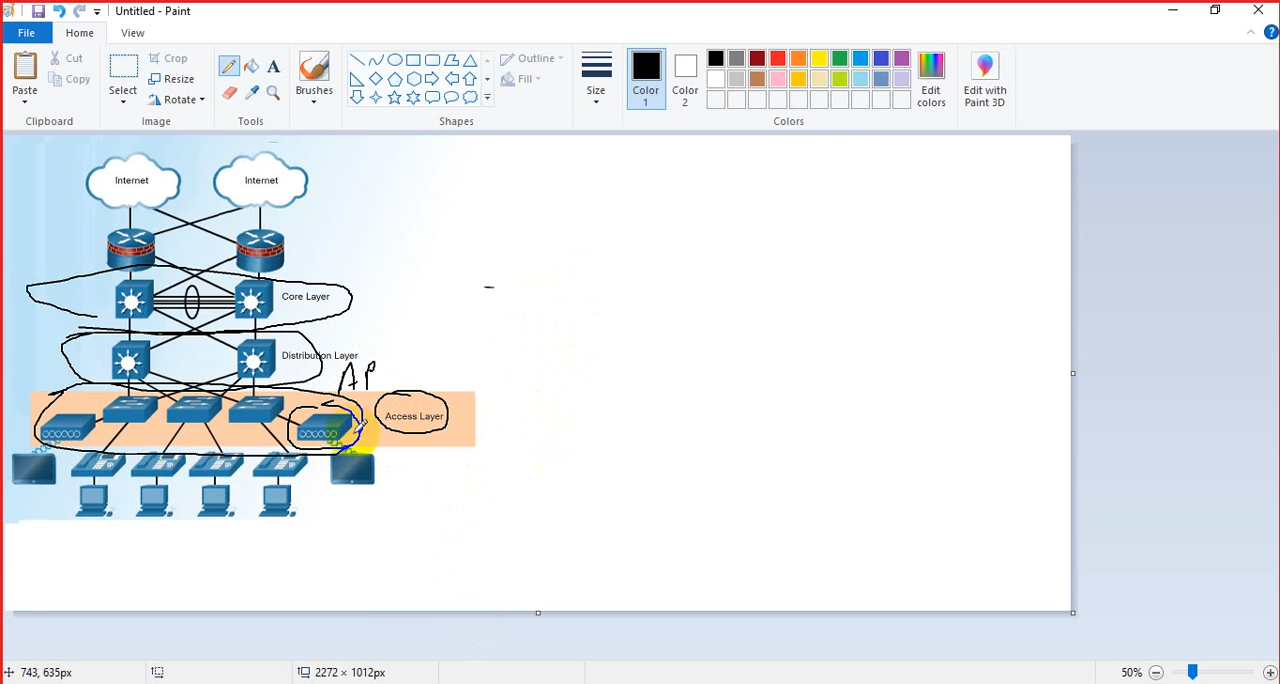 Untitled - Paint
File
Home
View
Paste
Cut
Copy
Clipboard
Select
Crop
Resize
Rotate
Image
A
Tools
Brushes
Shapes
Outline
Fill
Size
Color 1
Color 2
Edit colors
Colors
Edit with Paint 3D
Internet
Internet
Core Layer
Distribution Layer
AP
Access Layer
743, 635px
2272 × 1012px
50%